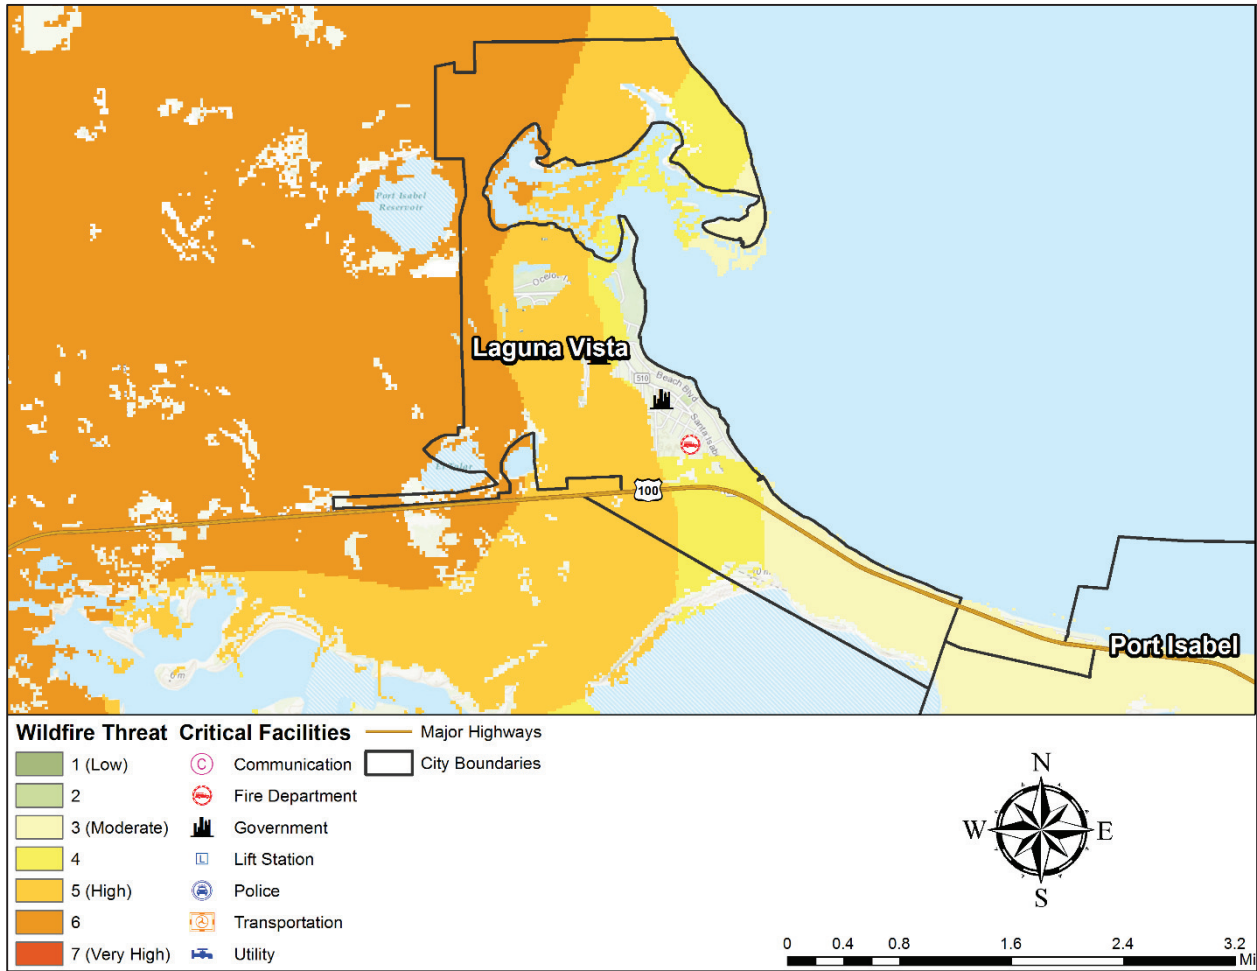 Port Isabel
Reservoir
Laguna Vista
510
Beach Blvd
100
Port Isabel
6 m
Wildfire Threat
1 (Low)
2
3 (Moderate)
4
5 (High)
6
7 (Very High)
Critical Facilities
C Communication
Fire Department
Government
L Lift Station
Police
Transportation
Utility
Major Highways
City Boundaries
N
W E
S
0 0.4 0.8 1.6 2.4 3.2
Mi